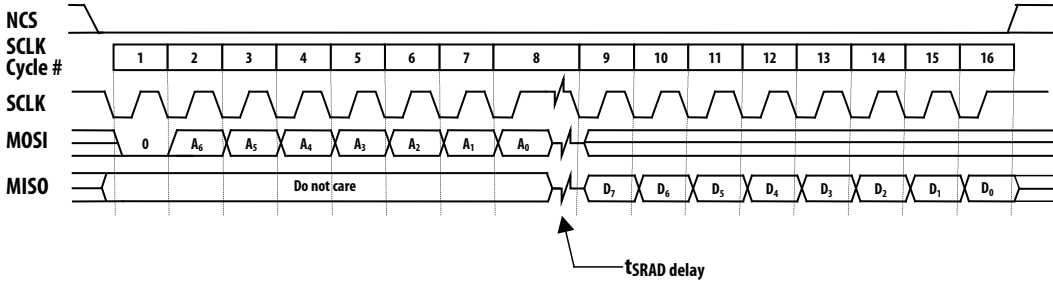 NCS
SCLK
Cycle #
1 2 3 4 5 6 7 8 9 10 11 12 13 14 15 16
SCLK
MOSI
0 A6 A5 A4 A3 A2 A1 A0
MISO
Do not care
D7 D6 D5 D4 D3 D2 D1 D0
tSRAD delay